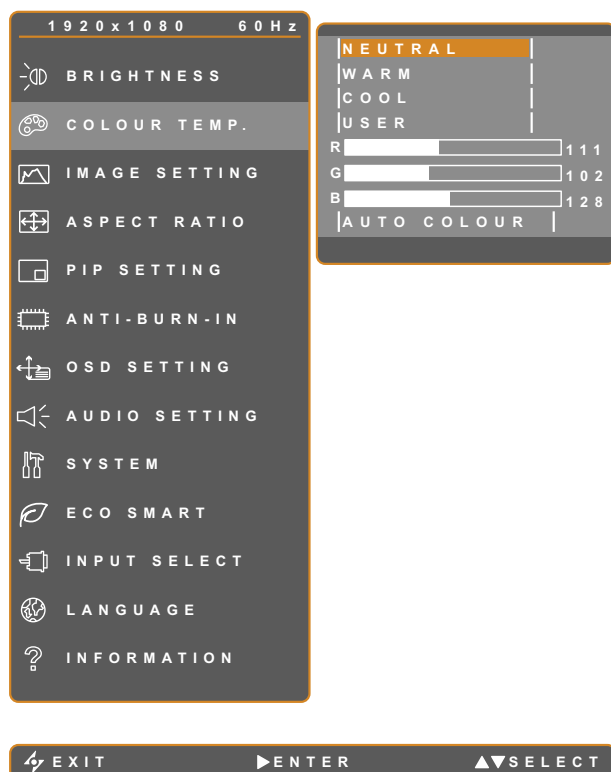 1920x1080 60Hz
BRIGHTNESS
COLOUR TEMP.
IMAGE SETTING
ASPECT RATIO
PIP SETTING
ANTI-BURN-IN
OSD SETTING
AUDIO SETTING
SYSTEM
ECO SMART
INPUT SELECT
LANGUAGE
INFORMATION
NEUTRAL
WARM
COOL
USER
R 111
G 102
B 128
AUTO COLOUR
EXIT ENTER SELECT